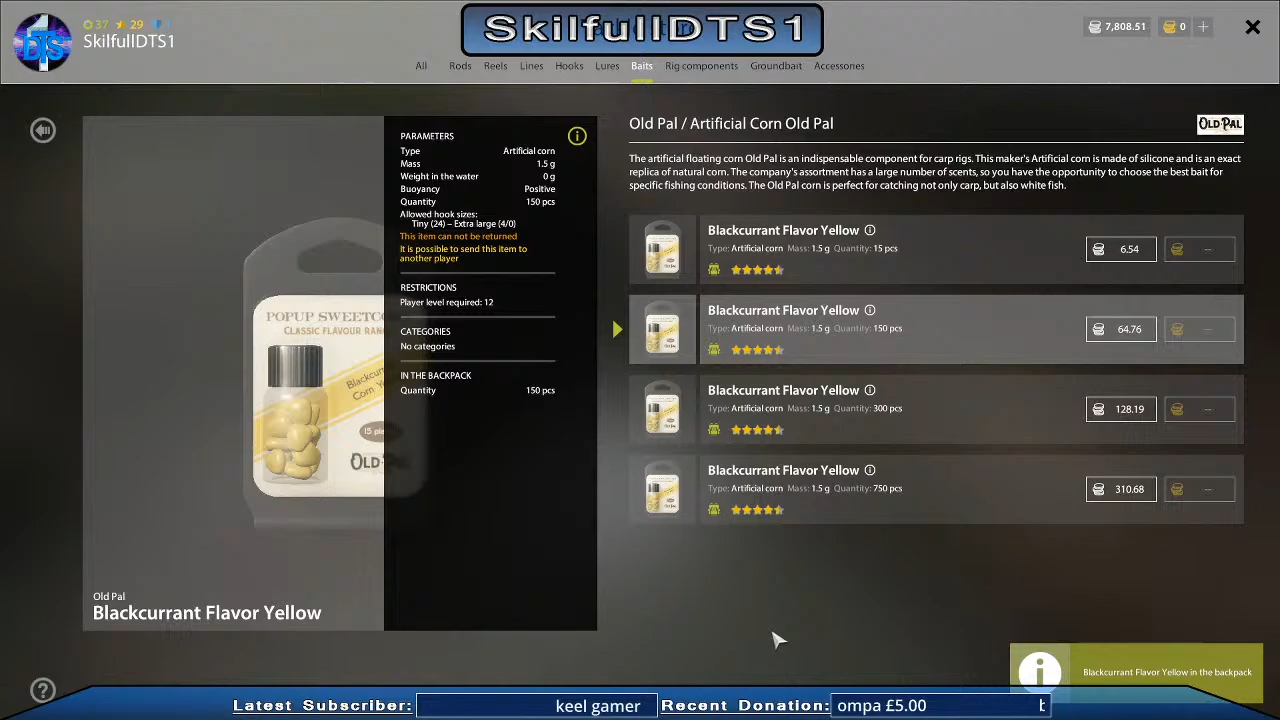 37 29
SkilfullDTS1
DTS
SkilfullDTS1
7,808.51 0 +
All Rods Reels Lines Hooks Lures Baits Rig components Groundbait Accessories
PARAMETERS
Type Artificial corn
Mass 1.5 g
Weight in the water 0 g
Buoyancy Positive
Quantity 150 pcs
Allowed hook sizes:
Tiny (24) – Extra large (4/0)
This item can not be returned
It is possible to send this item to
another player
RESTRICTIONS
Player level required: 12
CATEGORIES
No categories
IN THE BACKPACK
Quantity 150 pcs
POPUP SWEETCO
CLASSIC FLAVOUR RAN
Blackcurran
Corn Ye
15 pie
OLD
Old Pal
Blackcurrant Flavor Yellow
Old Pal / Artificial Corn Old Pal
OLD PAL
The artificial floating corn Old Pal is an indispensable component for carp rigs. This maker's Artificial corn is made of silicone and is an exact
replica of natural corn. The company's assortment has a large number of scents, so you have the opportunity to choose the best bait for
specific fishing conditions. The Old Pal corn is perfect for catching not only carp, but also white fish.
Blackcurrant Flavor Yellow
Type: Artificial corn Mass: 1.5 g Quantity: 15 pcs
6.54 —
Blackcurrant Flavor Yellow
Type: Artificial corn Mass: 1.5 g Quantity: 150 pcs
64.76 —
Blackcurrant Flavor Yellow
Type: Artificial corn Mass: 1.5 g Quantity: 300 pcs
128.19 —
Blackcurrant Flavor Yellow
Type: Artificial corn Mass: 1.5 g Quantity: 750 pcs
310.68 —
Blackcurrant Flavor Yellow in the backpack
?
Latest Subscriber: keel gamer Recent Donation: ompa £5.00 t